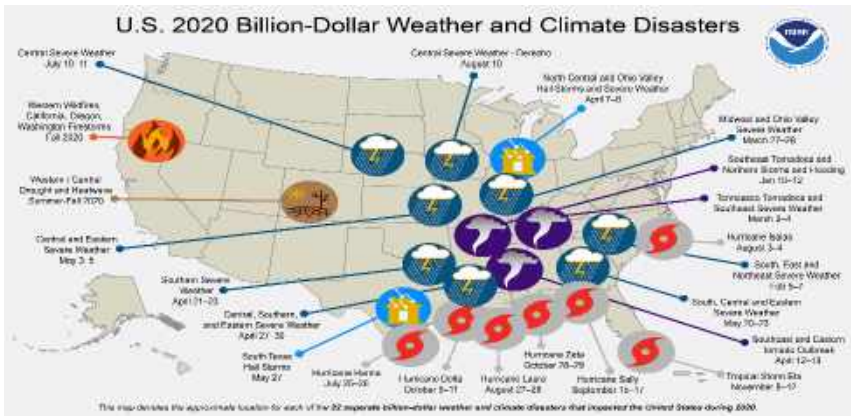 U.S. 2020 Billion-Dollar Weather and Climate Disasters
Central Severe Weather
July 10–11
Central Severe Weather - Derecho
August 10
North Central and Ohio Valley
Hail Storms and Severe Weather
April 7–8
Western Wildfires,
California, Oregon,
Washington Firestorms
Fall 2020
Midwest and Ohio Valley
Severe Weather
March 27–28
Southeast Tornadoes and
Northern Storms and Flooding
Jan 10–12
Western / Central
Drought and Heatwave
Summer-Fall 2020
Tennessee Tornadoes and
Southeast Severe Weather
March 2–4
Hurricane Isaias
August 3–4
Central and Eastern
Severe Weather
May 3–5
South, East and
Northeast Severe Weather
Feb 5–7
Southern Severe
Weather
April 21–23
South, Central and Eastern
Severe Weather
May 20–23
Central, Southern,
and Eastern Severe Weather
April 27–30
Southeast and Eastern
Tornado Outbreak
April 12–13
South Texas
Hail Storms
May 27
Hurricane Hanna
July 25–26
Hurricane Delta
October 9–11
Hurricane Laura
August 27–28
Hurricane Zeta
October 28–29
Hurricane Sally
September 15–17
Tropical Storm Eta
November 8–12
This map denotes the approximate location for each of the 22 separate billion-dollar weather and climate disasters that impacted the United States during 2020.